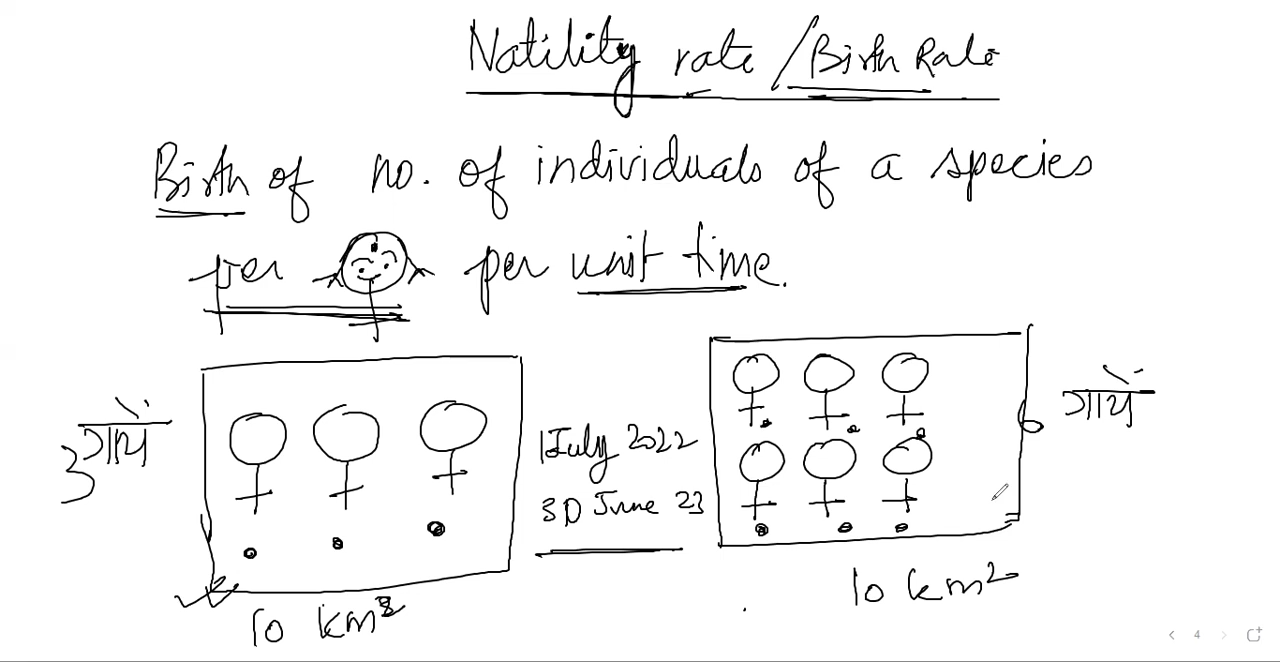 Natility rate / Birth Rate
Birth of no. of individuals of a species
per per unit time.
3 गायें
1 July 2022
30 June 23
6 गायें
10 km²
10 km²
4